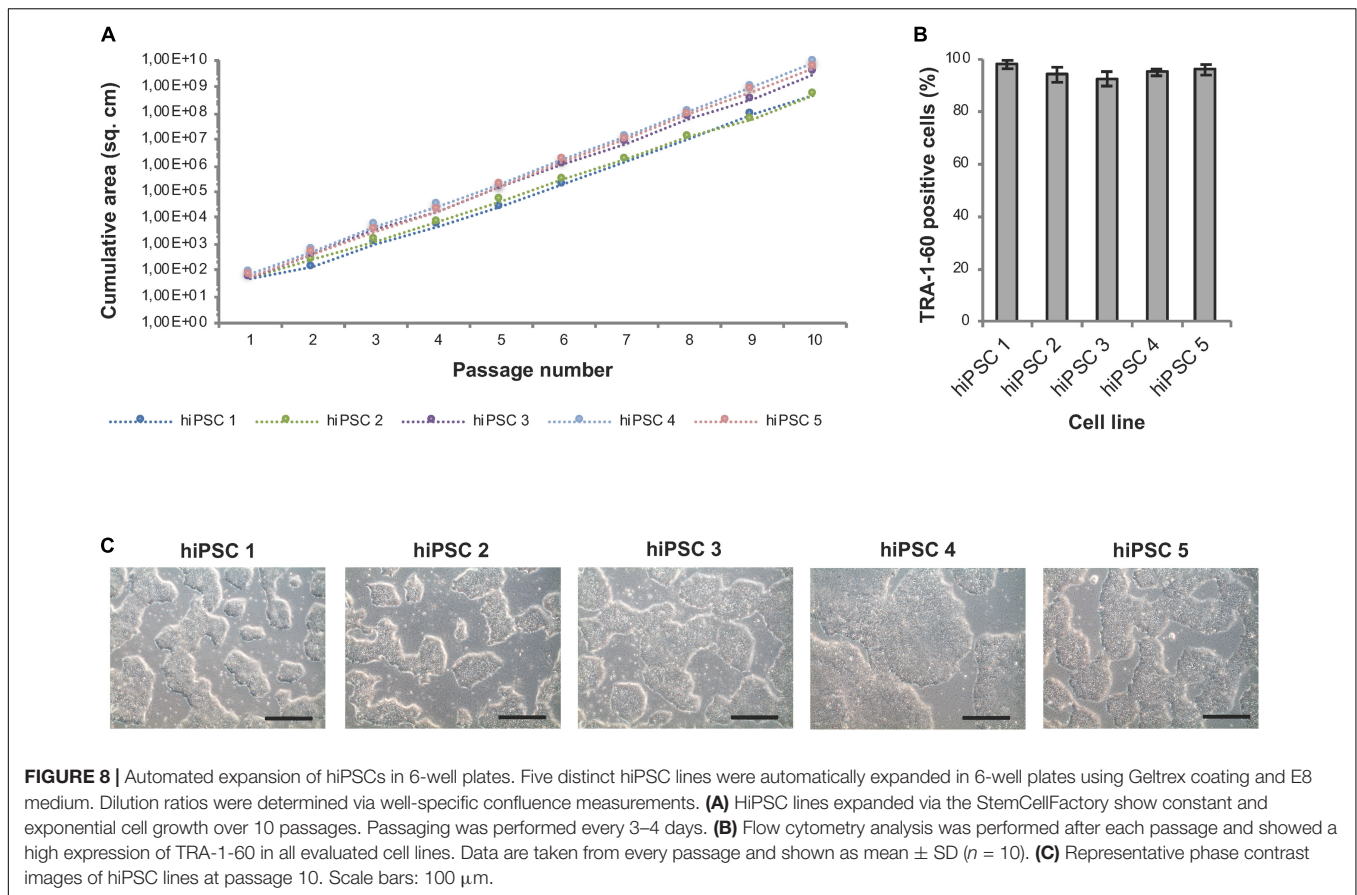 A
1,00E+10
1,00E+09
1,00E+08
1,00E+07
1,00E+06
1,00E+05
1,00E+04
1,00E+03
1,00E+02
1,00E+01
1,00E+00
Cumulative area (sq. cm)
1 2 3 4 5 6 7 8 9 10
Passage number
hiPSC 1 hiPSC 2 hiPSC 3 hiPSC 4 hiPSC 5
B
100
80
60
40
20
0
TRA-1-60 positive cells (%)
hiPSC 1 hiPSC 2 hiPSC 3 hiPSC 4 hiPSC 5
Cell line
C
hiPSC 1 hiPSC 2 hiPSC 3 hiPSC 4 hiPSC 5
FIGURE 8 | Automated expansion of hiPSCs in 6-well plates. Five distinct hiPSC lines were automatically expanded in 6-well plates using Geltrex coating and E8
medium. Dilution ratios were determined via well-specific confluence measurements. (A) HiPSC lines expanded via the StemCellFactory show constant and
exponential cell growth over 10 passages. Passaging was performed every 3–4 days. (B) Flow cytometry analysis was performed after each passage and showed a
high expression of TRA-1-60 in all evaluated cell lines. Data are taken from every passage and shown as mean ± SD (n = 10). (C) Representative phase contrast
images of hiPSC lines at passage 10. Scale bars: 100 μm.